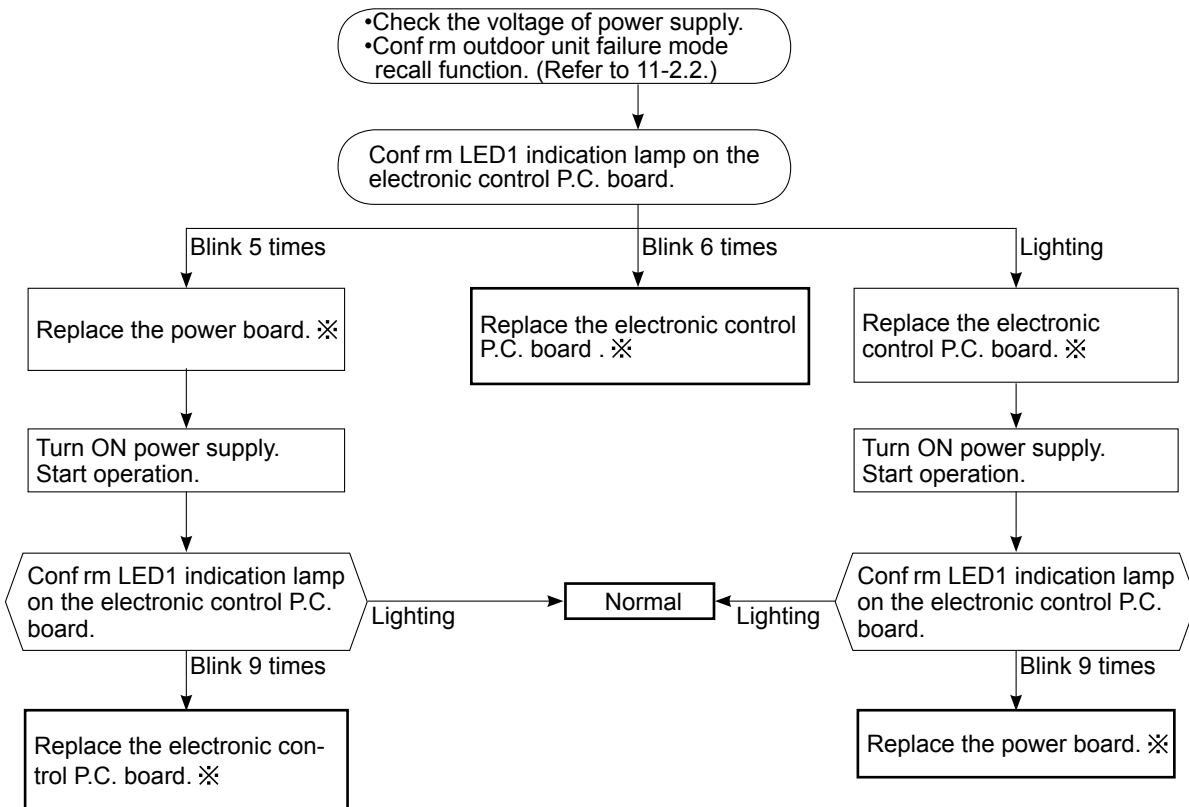 •Check the voltage of power supply.
•Conf rm outdoor unit failure mode
recall function. (Refer to 11-2.2.)
Conf rm LED1 indication lamp on the
electronic control P.C. board.
Blink 5 times
Blink 6 times
Lighting
Replace the power board. ※
Replace the electronic control
P.C. board . ※
Replace the electronic
control P.C. board. ※
Turn ON power supply.
Start operation.
Turn ON power supply.
Start operation.
Conf rm LED1 indication lamp
on the electronic control P.C.
board.
Lighting
Normal
Lighting
Conf rm LED1 indication lamp
on the electronic control P.C.
board.
Blink 9 times
Blink 9 times
Replace the electronic con-
trol P.C. board. ※
Replace the power board. ※